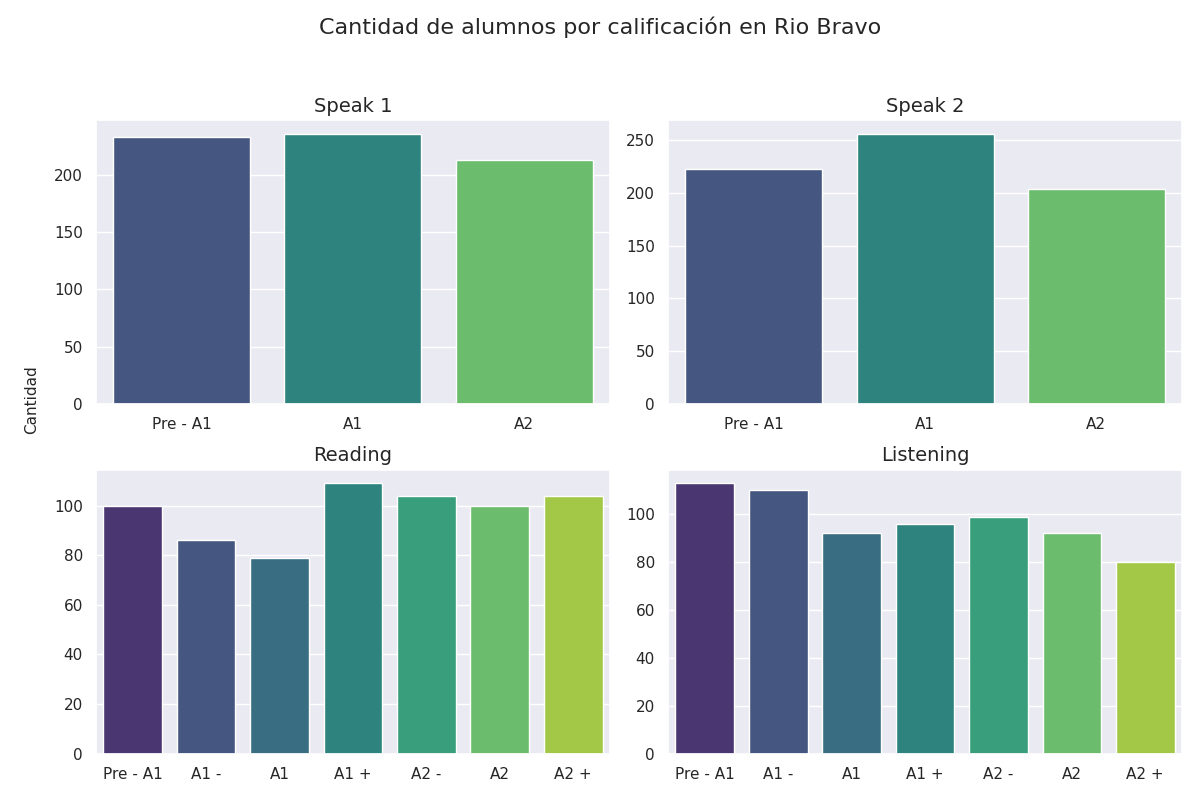 Cantidad de alumnos por calificación en Rio Bravo
Speak 1
200
150
100
50
0
Pre - A1 A1 A2
Speak 2
250
200
150
100
50
0
Pre - A1 A1 A2
Cantidad
Reading
100
80
60
40
20
0
Pre - A1 A1 - A1 A1 + A2 - A2 A2 +
Listening
100
80
60
40
20
0
Pre - A1 A1 - A1 A1 + A2 - A2 A2 +